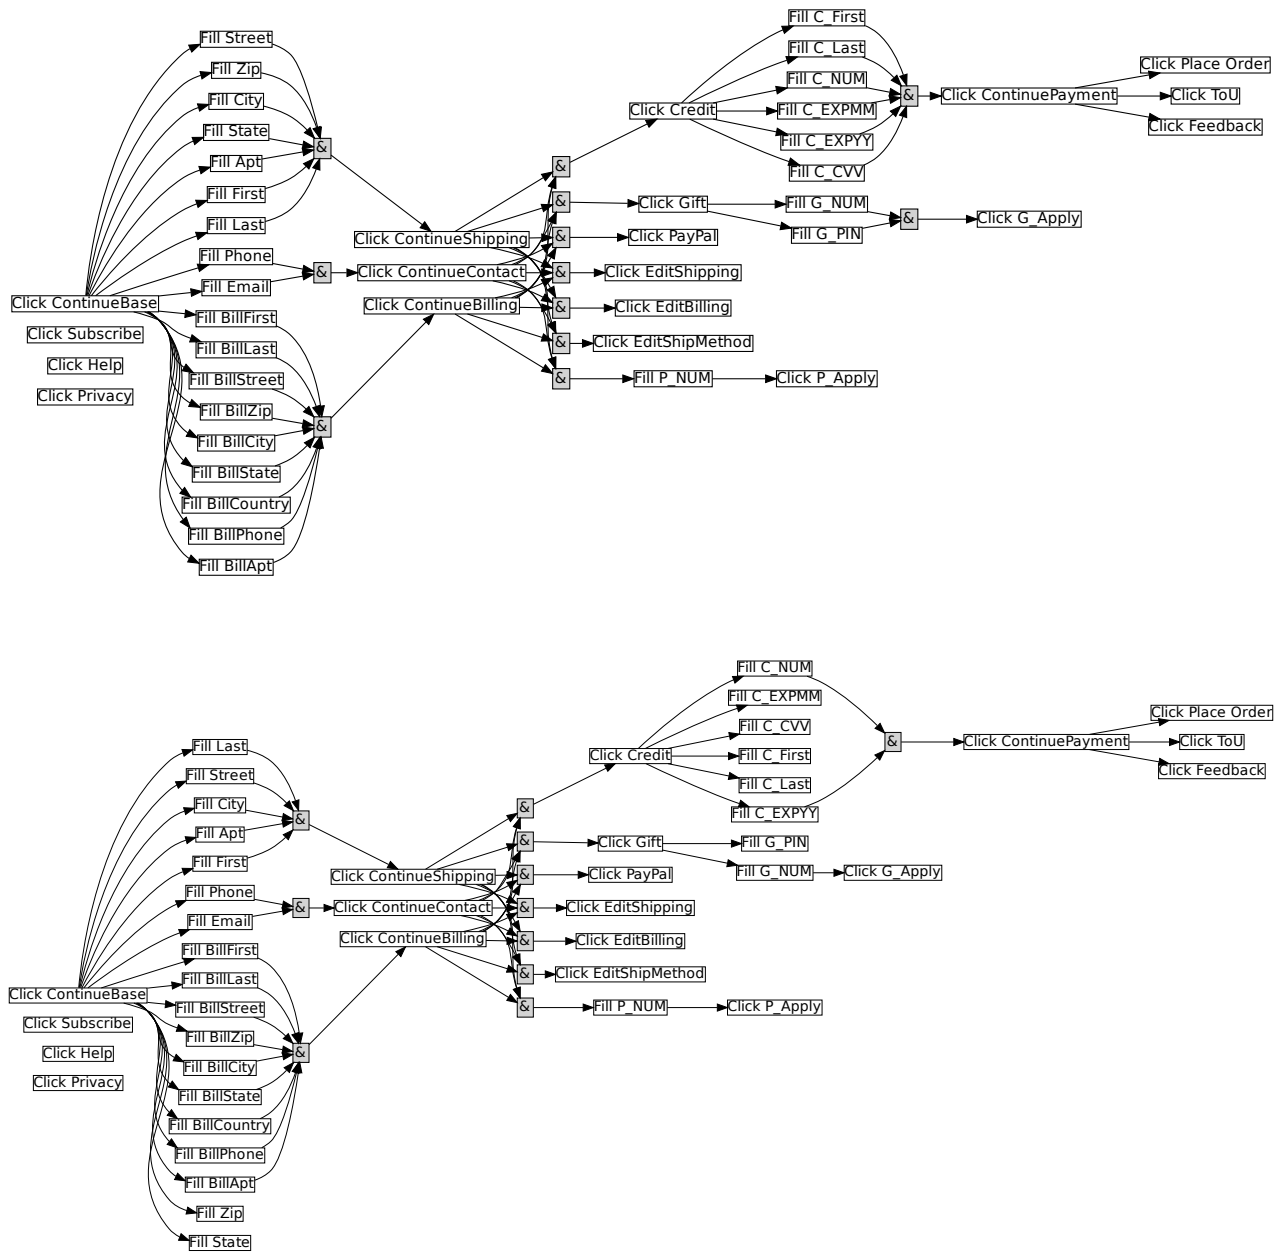 Fill C_First
Fill Street
Fill C_Last
Click Place Order
Fill Zip
Fill C_NUM
Fill City
&
Click ContinuePayment
Click ToU
Click Credit
Fill C_EXPMM
Fill State
Click Feedback
Fill C_EXPYY
&
Fill Apt
&
Fill C_CVV
Fill First
&
Click Gift
Fill G_NUM
&
Click G_Apply
Fill Last
Fill G_PIN
Click ContinueShipping
&
Click PayPal
Fill Phone
&
Click ContinueContact
&
Click EditShipping
Fill Email
Click ContinueBase
Click ContinueBilling
&
Click EditBilling
Fill BillFirst
Click Subscribe
&
Click EditShipMethod
Fill BillLast
Click Help
Fill BillStreet
&
Fill P_NUM
Click P_Apply
Click Privacy
Fill BillZip
&
Fill BillCity
Fill BillState
Fill BillCountry
Fill BillPhone
Fill BillApt
Fill C_NUM
Fill C_EXPMM
Click Place Order
Fill C_CVV
&
Click ContinuePayment
Click ToU
Fill Last
Click Credit
Fill C_First
Click Feedback
Fill Street
Fill C_Last
Fill City
&
Fill C_EXPYY
&
Fill Apt
&
Click Gift
Fill G_PIN
Fill First
Click ContinueShipping
&
Click PayPal
Fill G_NUM
Click G_Apply
Fill Phone
&
Click ContinueContact
&
Click EditShipping
Fill Email
Click ContinueBilling
&
Click EditBilling
Fill BillFirst
&
Click EditShipMethod
Fill BillLast
Click ContinueBase
Fill BillStreet
&
Fill P_NUM
Click P_Apply
Click Subscribe
Fill BillZip
&
Click Help
Fill BillCity
Click Privacy
Fill BillState
Fill BillCountry
Fill BillPhone
Fill BillApt
Fill Zip
Fill State